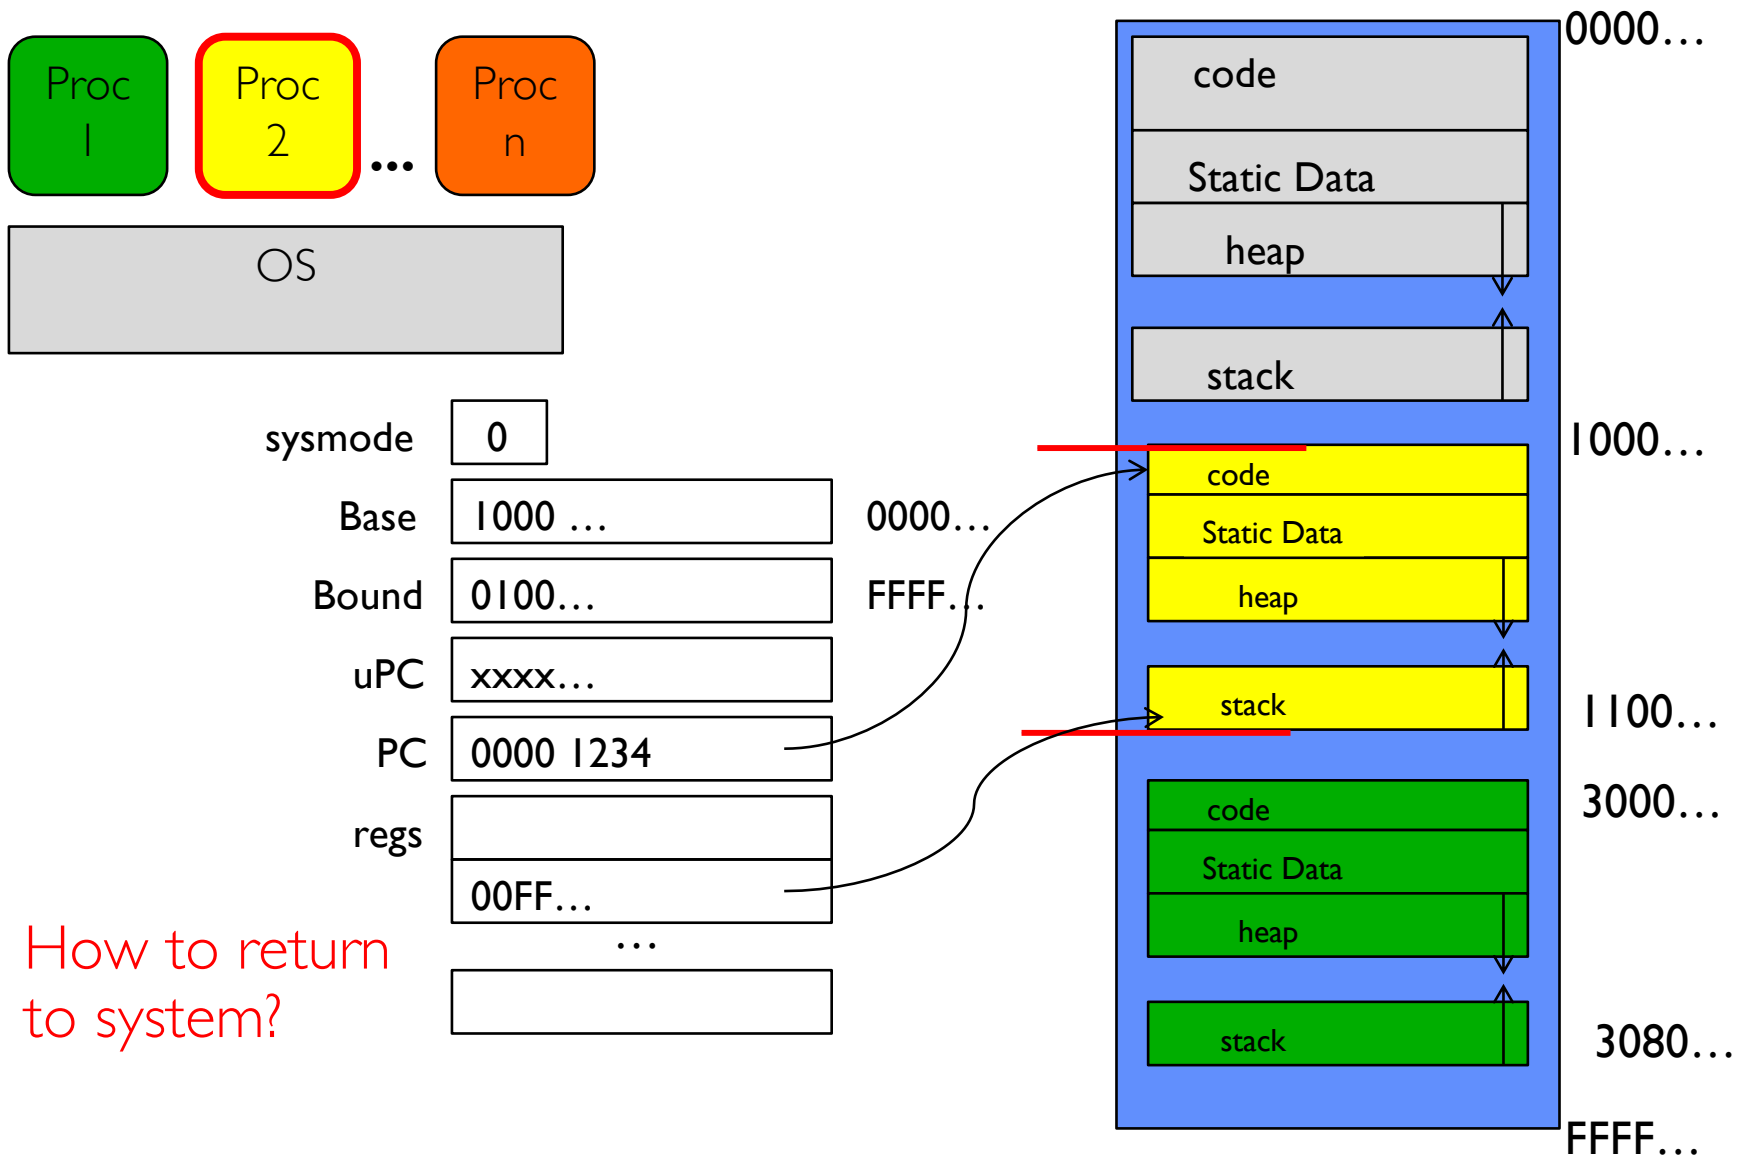 Proc
1
Proc
2
...
Proc
n
OS
sysmode 0
Base 1000 … 0000…
Bound 0100… FFFF…
uPC xxxx…
PC 0000 1234
regs
00FF…
…
How to return
to system?
0000…
code
Static Data
heap
stack
1000…
code
Static Data
heap
stack
1100…
3000…
code
Static Data
heap
stack
3080…
FFFF…